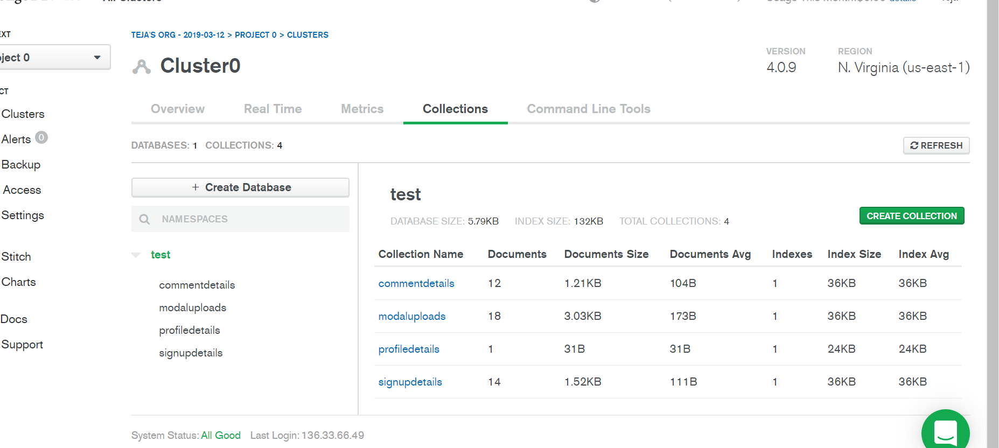 All Clusters
details
EXT
ject 0
CT
Clusters
Alerts 0
Backup
Access
Settings
Stitch
Charts
Docs
Support
TEJA'S ORG - 2019-03-12 > PROJECT 0 > CLUSTERS
Cluster0
VERSION
4.0.9
REGION
N. Virginia (us-east-1)
Overview Real Time Metrics Collections Command Line Tools
DATABASES: 1 COLLECTIONS: 4
REFRESH
+ Create Database
NAMESPACES
test
commentdetails
modaluploads
profiledetails
signupdetails
test
DATABASE SIZE: 5.79KB INDEX SIZE: 132KB TOTAL COLLECTIONS: 4
CREATE COLLECTION
Collection Name Documents Documents Size Documents Avg Indexes Index Size Index Avg
commentdetails 12 1.21KB 104B 1 36KB 36KB
modaluploads 18 3.03KB 173B 1 36KB 36KB
profiledetails 1 31B 31B 1 24KB 24KB
signupdetails 14 1.52KB 111B 1 36KB 36KB
System Status: All Good Last Login: 136.33.66.49